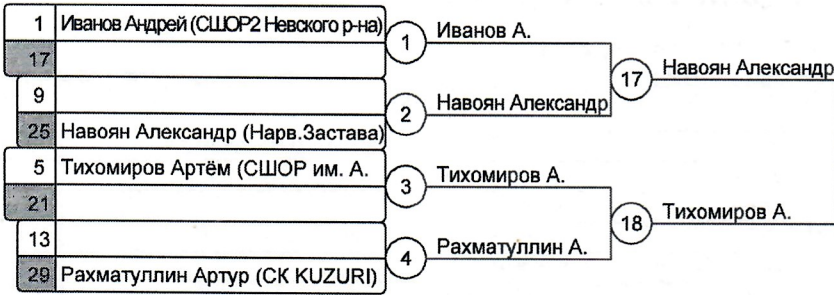 1 Иванов Андрей (СШОР2 Невского р-на)
17
1 Иванов А.
9
25 Навоян Александр (Нарв.Застава)
2 Навоян Александр
17 Навоян Александр
5 Тихомиров Артём (СШОР им. А.
21
3 Тихомиров А.
13
29 Рахматуллин Артур (СК KUZURI)
4 Рахматуллин А.
18 Тихомиров А.